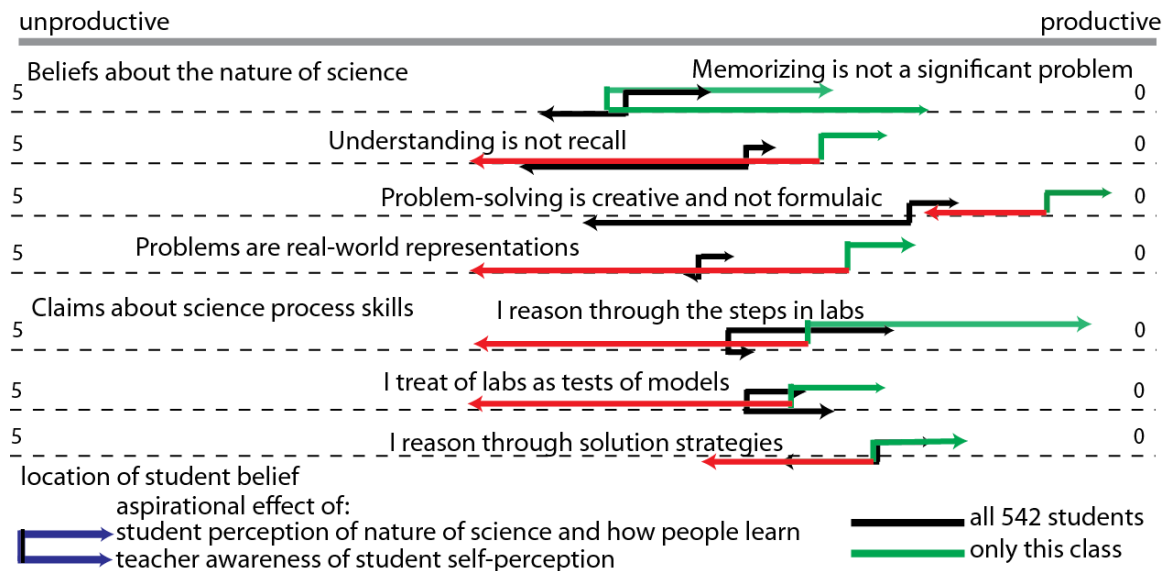 unproductive productive
Beliefs about the nature of science Memorizing is not a significant problem
5 0
Understanding is not recall
5 0
Problem-solving is creative and not formulaic
5 0
Problems are real-world representations
5 0
Claims about science process skills I reason through the steps in labs
5 0
I treat of labs as tests of models
5 0
I reason through solution strategies
5 0
location of student belief
aspirational effect of:
student perception of nature of science and how people learn
teacher awareness of student self-perception
all 542 students
only this class